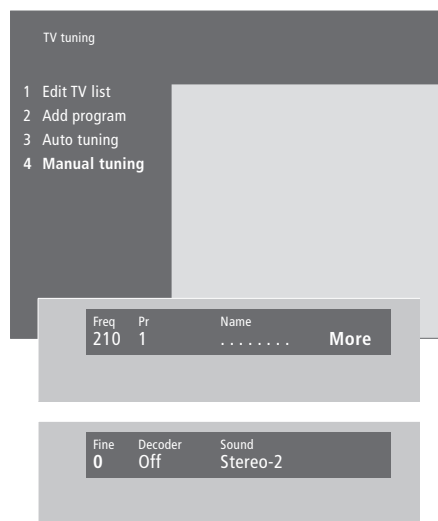 TV tuning
1 Edit TV list
2 Add program
3 Auto tuning
4 Manual tuning
Freq Pr Name
210 1 ........ More
Fine Decoder Sound
0 Off Stereo-2